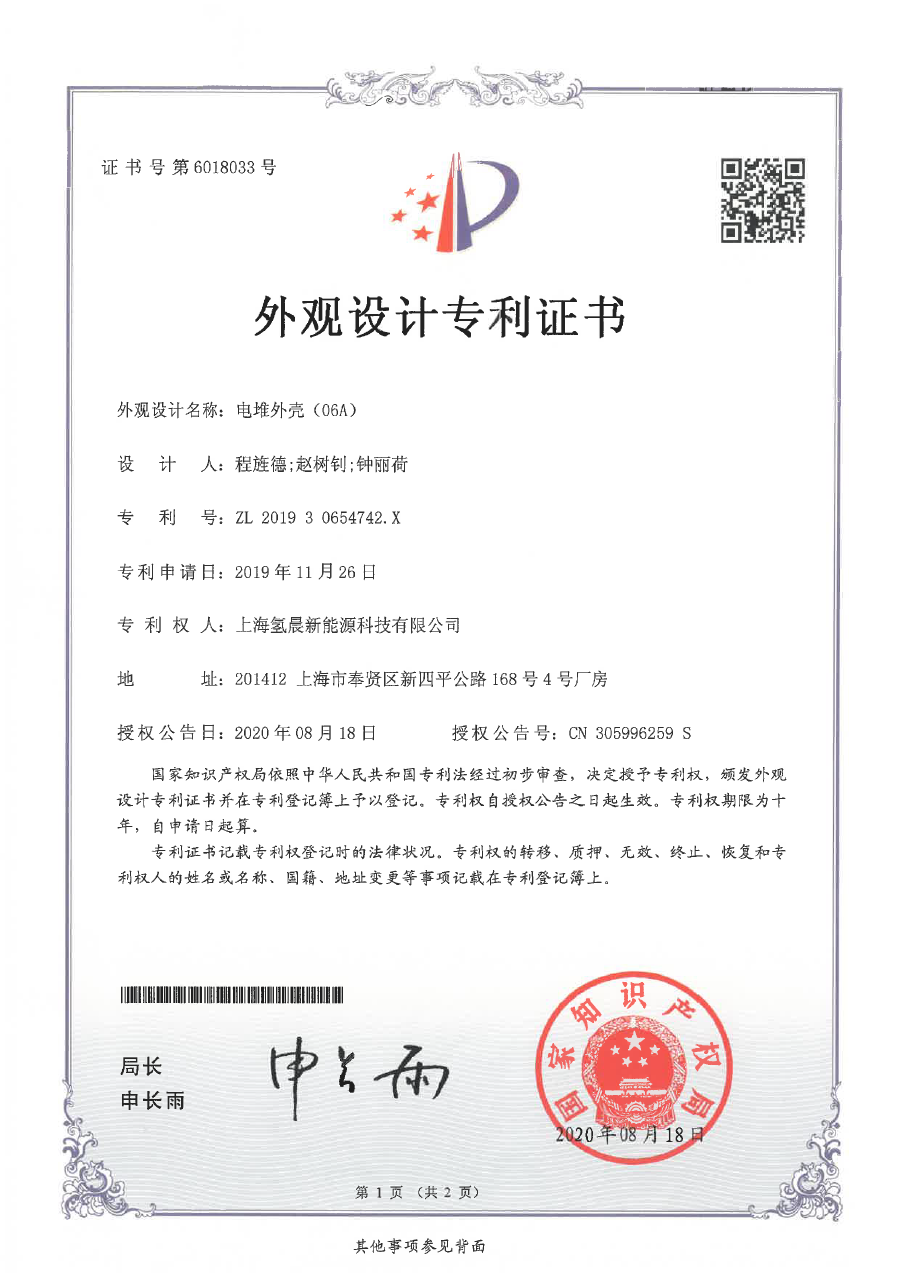 证书号第6018033号
外观设计专利证书
外观设计名称：电堆外壳（06A）
设计人：程旌德;赵树钊;钟丽荷
专利号：ZL 2019 3 0654742.X
专利申请日：2019年11月26日
专利权人：上海氢晨新能源科技有限公司
地址：201412 上海市奉贤区新四平公路168号4号厂房
授权公告日：2020年08月18日 授权公告号：CN 305996259 S
国家知识产权局依照中华人民共和国专利法经过初步审查，决定授予专利权，颁发外观
设计专利证书并在专利登记簿上予以登记。专利权自授权公告之日起生效。专利权期限为十
年，自申请日起算。
专利证书记载专利权登记时的法律状况。专利权的转移、质押、无效、终止、恢复和专
利权人的姓名或名称、国籍、地址变更等事项记载在专利登记簿上。
局长
申长雨
申长雨
国家知识产权局
2020年08月18日
第 1 页 （共 2 页）
其他事项参见背面